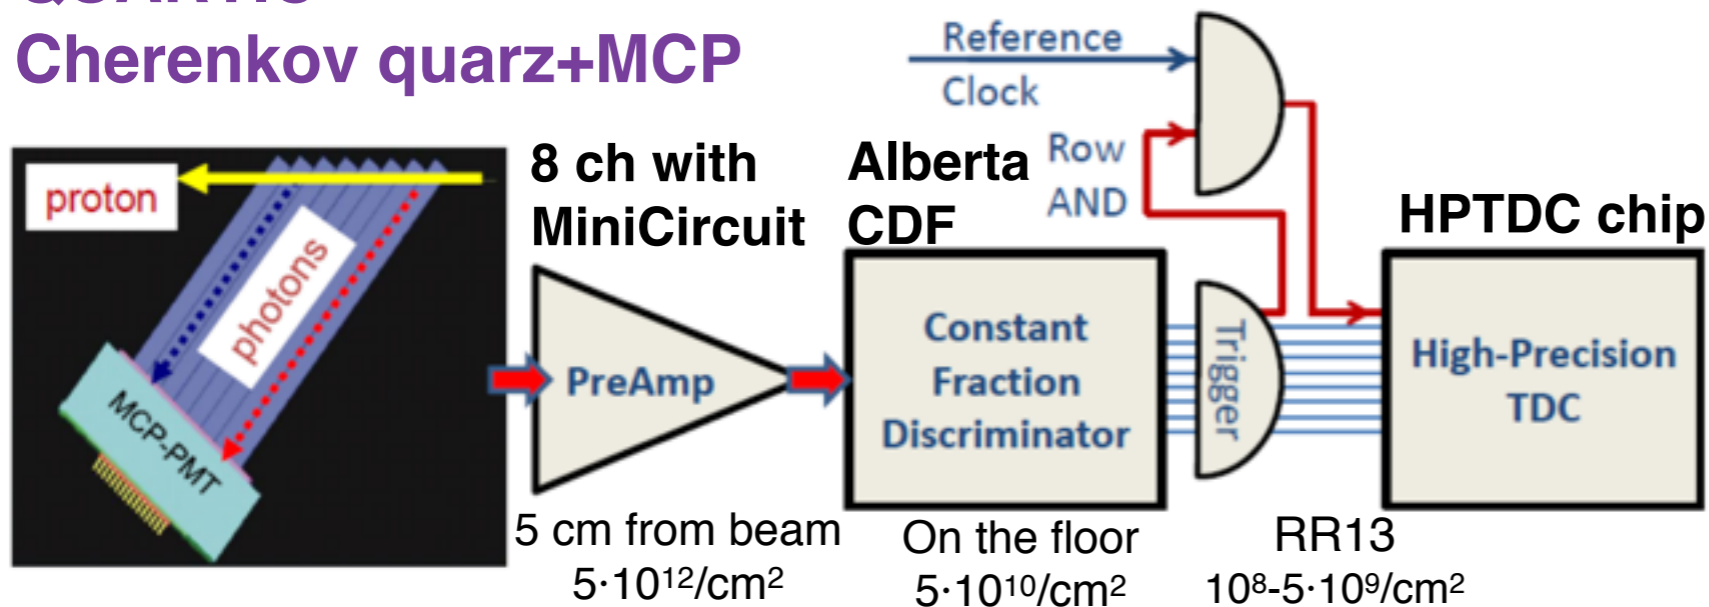 Cherenkov quarz+MCP
proton
photons
MCP-PMT
8 ch with
MiniCircuit
PreAmp
5 cm from beam
5·10¹²/cm²
Alberta
CDF
Constant
Fraction
Discriminator
On the floor
5·10¹⁰/cm²
Reference
Clock
Row
AND
Trigger
RR13
10⁸-5·10⁹/cm²
HPTDC chip
High-Precision
TDC